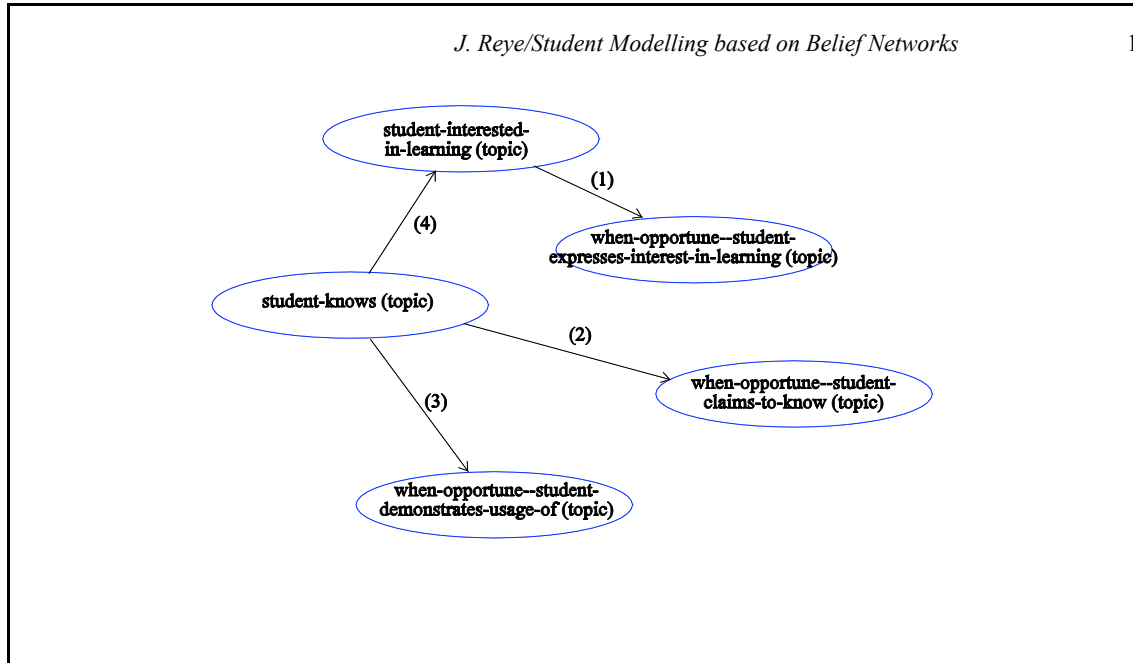 J. Reye/Student Modelling based on Belief Networks
1
student-interested-
in-learning (topic)
(1)
(4)
when-opportune--student-
expresses-interest-in-learning (topic)
student-knows (topic)
(2)
when-opportune--student-
claims-to-know (topic)
(3)
when-opportune--student-
demonstrates-usage-of (topic)